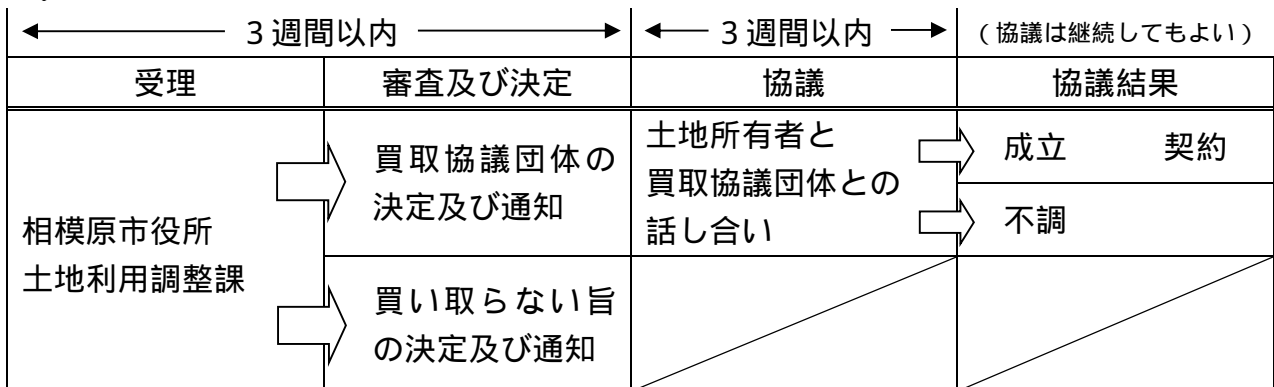 3週間以内
3週間以内
(協議は継続してもよい)
受理
審査及び決定
協議
協議結果
相模原市役所
土地利用調整課
買取協議団体の
決定及び通知
買い取らない旨
の決定及び通知
土地所有者と
買取協議団体との
話し合い
成立 契約
不調